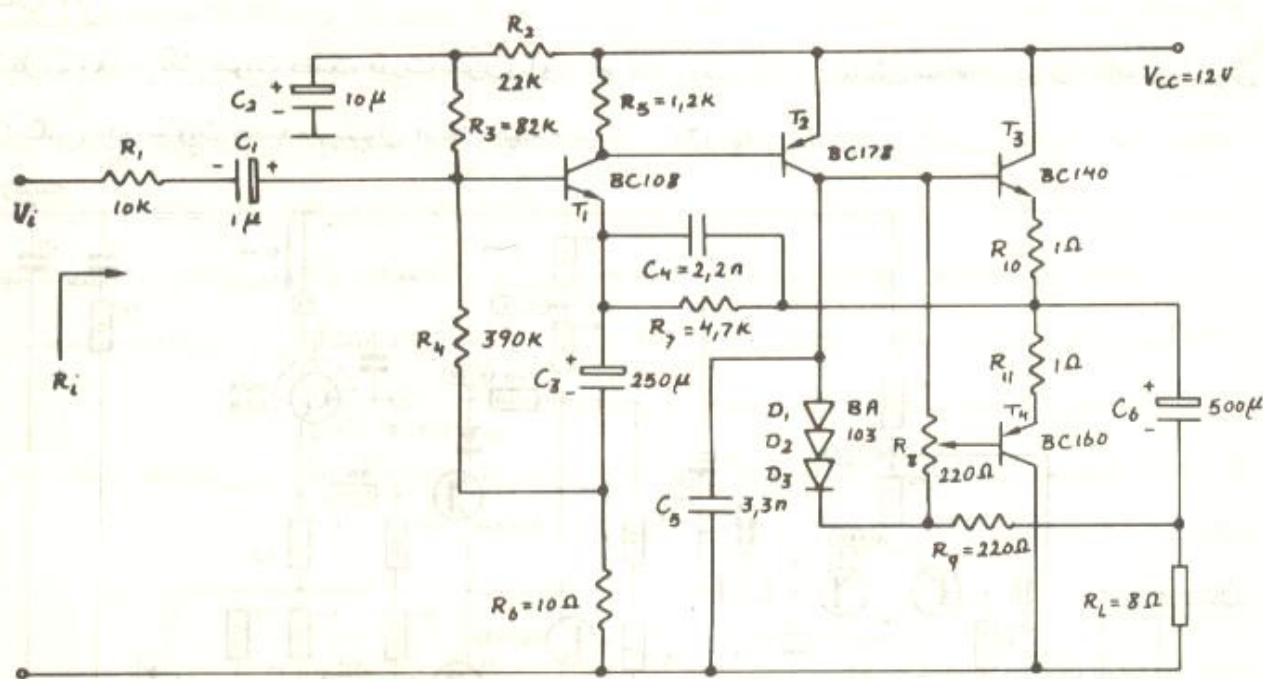 R2
22K
VCC=12V
C2
+
-
10µ
R3=82K
R5=1,2K
T2
BC178
T3
BC140
R1
10K
C1
-
+
1µ
Vi
BC108
T1
R10
1Ω
C4=2,2n
R7=4,7K
Ri
R4
390K
C3
+
-
250µ
R11
1Ω
T4
BC160
C6
+
-
500µ
D1
D2
D3
BA
103
R8
220Ω
C5
3,3n
R9=220Ω
R6=10Ω
RL=8Ω